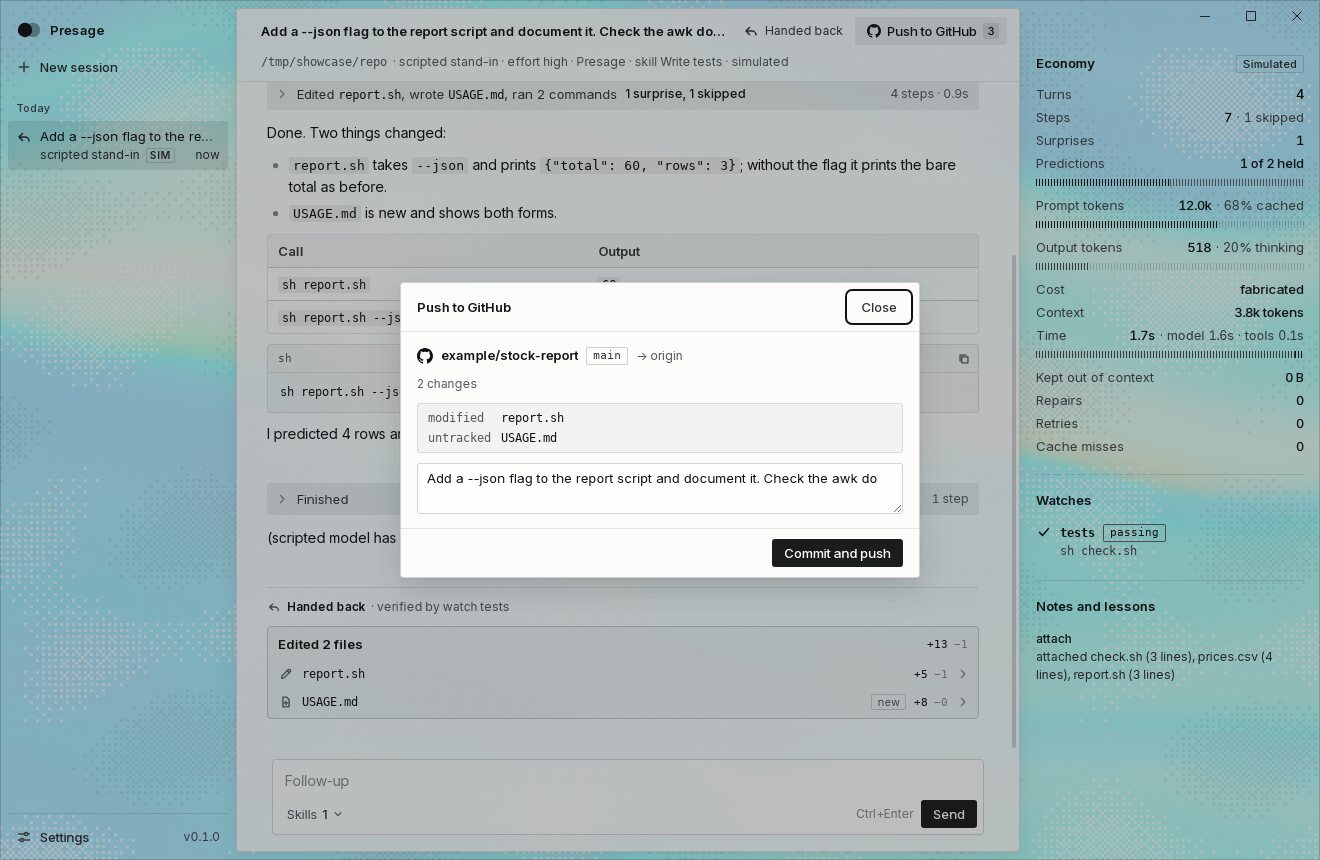 Presage
New session
Today
Add a --json flag to the re...
scripted stand-in SIM now
Settings v0.1.0
Add a --json flag to the report script and document it. Check the awk do... Handed back Push to GitHub 3
/tmp/showcase/repo · scripted stand-in · effort high · Presage · skill Write tests · simulated
Edited report.sh, wrote USAGE.md, ran 2 commands 1 surprise, 1 skipped 4 steps · 0.9s
Done. Two things changed:
• report.sh takes --json and prints {"total": 60, "rows": 3}; without the flag it prints the bare
total as before.
• USAGE.md is new and shows both forms.
Call Output
sh report.sh
sh report.sh --js
sh
sh report.sh --js
I predicted 4 rows
Finished 1 step
(scripted model has
Handed back · verified by watch tests
Edited 2 files +13 −1
report.sh +5 −1
USAGE.md new +8 −0
Follow-up
Skills 1 Ctrl+Enter Send
Push to GitHub Close
example/stock-report main → origin
2 changes
modified report.sh
untracked USAGE.md
Add a --json flag to the report script and document it. Check the awk do
Commit and push
Economy Simulated
Turns 4
Steps 7 · 1 skipped
Surprises 1
Predictions 1 of 2 held
Prompt tokens 12.0k · 68% cached
Output tokens 518 · 20% thinking
Cost fabricated
Context 3.8k tokens
Time 1.7s · model 1.6s · tools 0.1s
Kept out of context 0 B
Repairs 0
Retries 0
Cache misses 0
Watches
tests passing
sh check.sh
Notes and lessons
attach
attached check.sh (3 lines), prices.csv (4
lines), report.sh (3 lines)